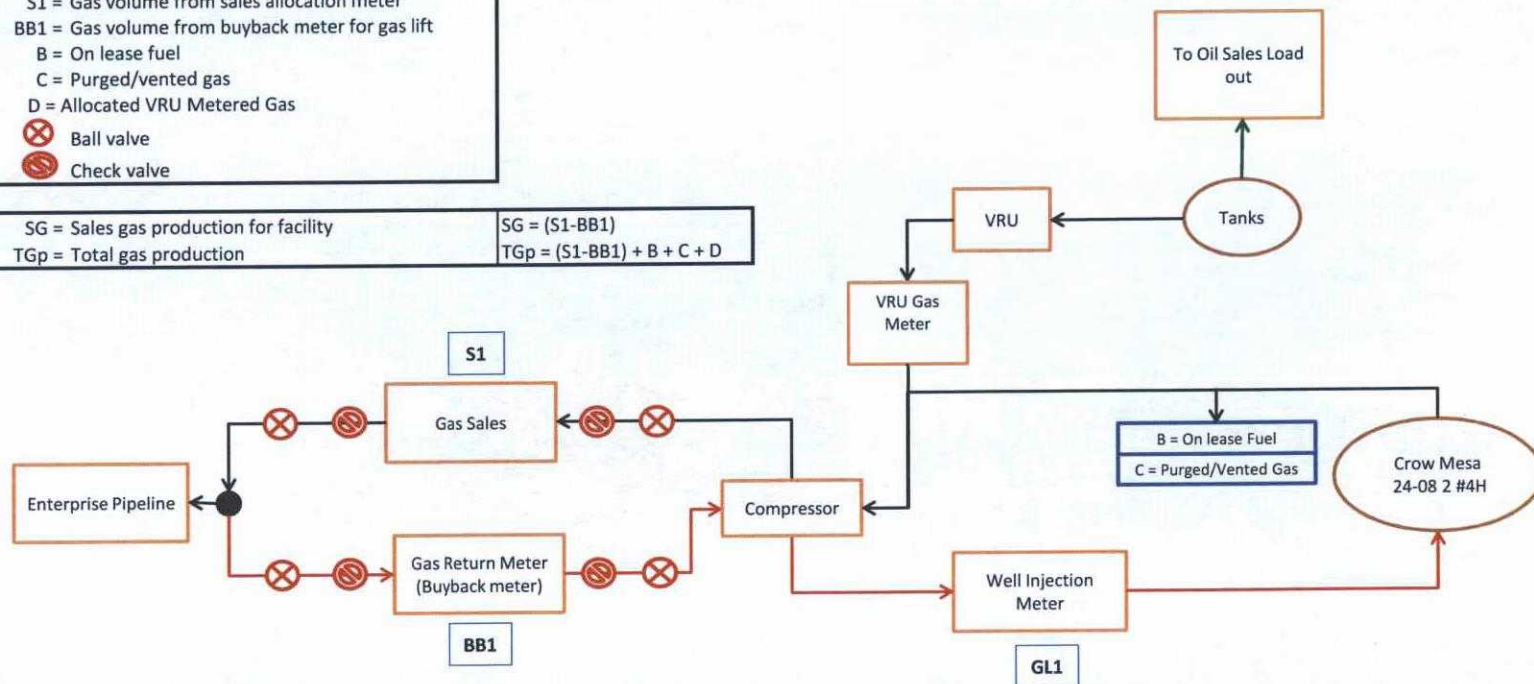 S1 = Gas volume from sales allocation meter
BB1 = Gas volume from buyback meter for gas lift
B = On lease fuel
C = Purged/vented gas
D = Allocated VRU Metered Gas
Ball valve
Check valve
SG = Sales gas production for facility SG = (S1-BB1)
TGp = Total gas production TGp = (S1-BB1) + B + C + D
To Oil Sales Load
out
VRU
Tanks
VRU Gas
Meter
S1
Gas Sales
B = On lease Fuel
C = Purged/Vented Gas
Crow Mesa
24-08 2 #4H
Enterprise Pipeline
Compressor
Gas Return Meter
(Buyback meter)
Well Injection
Meter
BB1
GL1